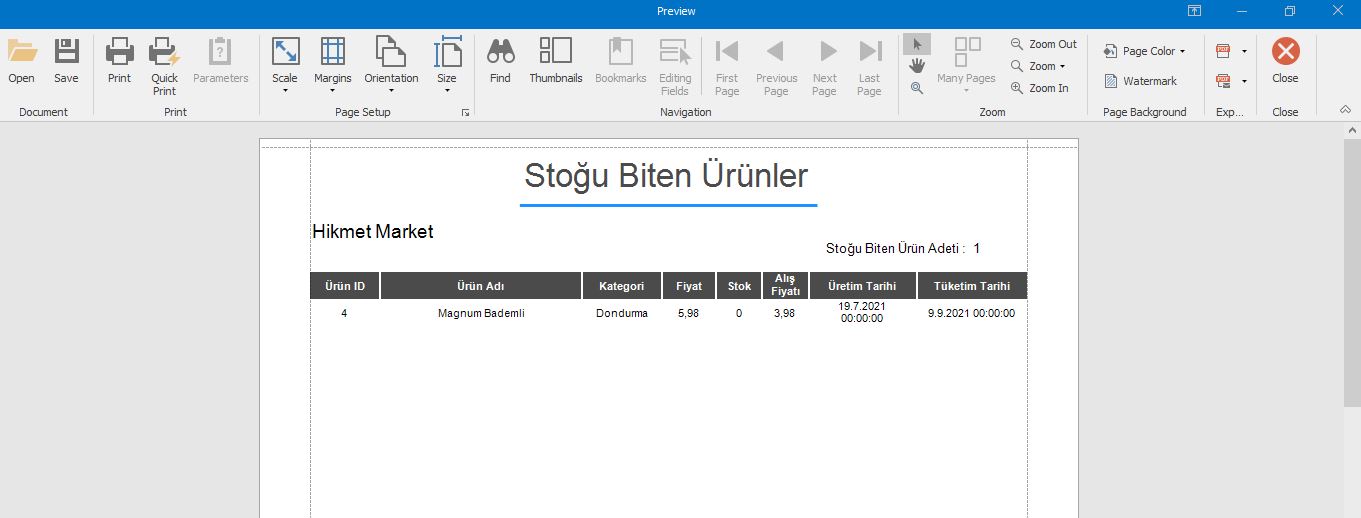 Preview
Open
Save
Print
Quick
Print
Parameters
Scale
Margins
Orientation
Size
Find
Thumbnails
Bookmarks
Editing
Fields
First
Page
Previous
Page
Next
Page
Last
Page
Many Pages
Zoom Out
Zoom
Zoom In
Page Color
Watermark
PDF
PDF
Close
Document
Print
Page Setup
Navigation
Zoom
Page Background
Exp...
Close
Stoğu Biten Ürünler
Hikmet Market
Stoğu Biten Ürün Adeti : 1
Ürün ID Ürün Adı Kategori Fiyat Stok Alış Fiyatı Üretim Tarihi Tüketim Tarihi
4 Magnum Bademli Dondurma 5,98 0 3,98 19.7.2021 00:00:00 9.9.2021 00:00:00